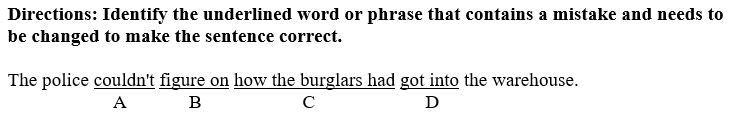 Directions: Identify the underlined word or phrase that contains a mistake and needs to
be changed to make the sentence correct.
The police couldn't figure on how the burglars had got into the warehouse.
A B C D